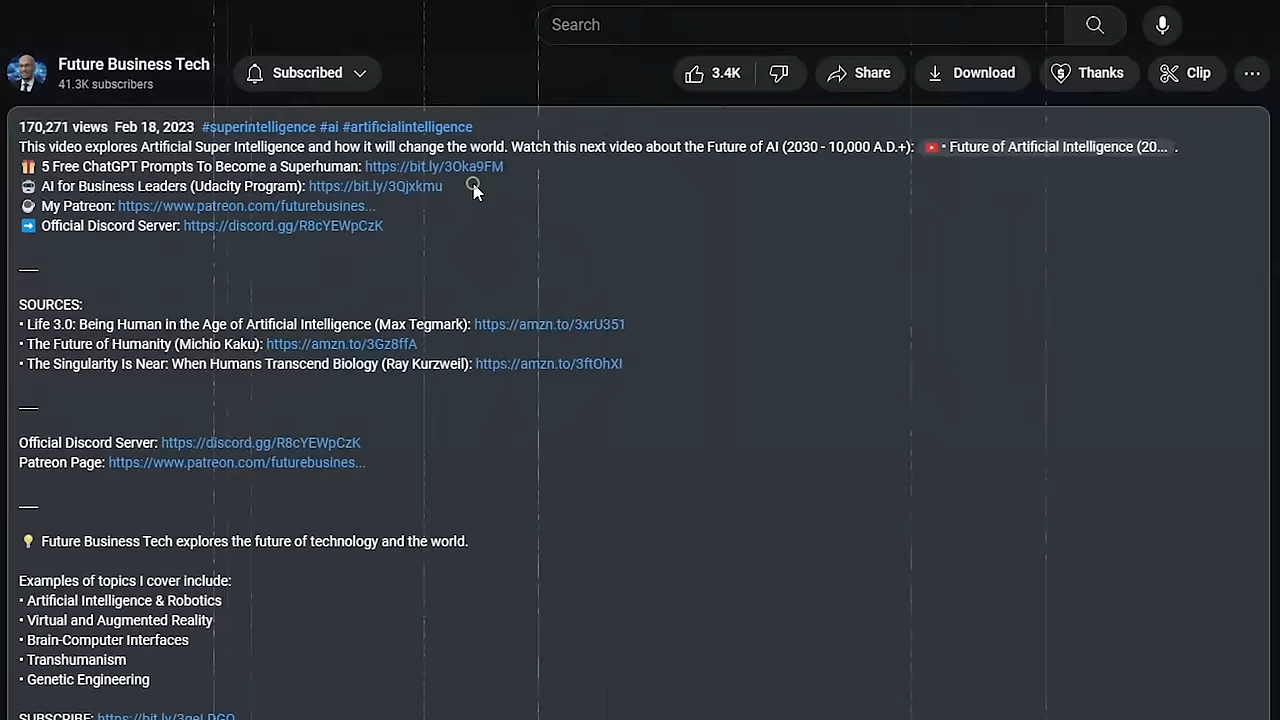 Search
Future Business Tech
41.3K subscribers
Subscribed
3.4K
Share
Download
Thanks
Clip
170,271 views Feb 18, 2023 #superintelligence #ai #artificialintelligence
This video explores Artificial Super Intelligence and how it will change the world. Watch this next video about the Future of AI (2030 - 10,000 A.D.+): • Future of Artificial Intelligence (20... .
5 Free ChatGPT Prompts To Become a Superhuman: https://bit.ly/3Oka9FM
AI for Business Leaders (Udacity Program): https://bit.ly/3Qjxkmu
My Patreon: https://www.patreon.com/futurebusines...
Official Discord Server: https://discord.gg/R8cYEWpCzK
___
SOURCES:
• Life 3.0: Being Human in the Age of Artificial Intelligence (Max Tegmark): https://amzn.to/3xrU351
• The Future of Humanity (Michio Kaku): https://amzn.to/3Gz8ffA
• The Singularity Is Near: When Humans Transcend Biology (Ray Kurzweil): https://amzn.to/3ftOhXI
___
Official Discord Server: https://discord.gg/R8cYEWpCzK
Patreon Page: https://www.patreon.com/futurebusines...
___
Future Business Tech explores the future of technology and the world.
Examples of topics I cover include:
• Artificial Intelligence & Robotics
• Virtual and Augmented Reality
• Brain-Computer Interfaces
• Transhumanism
• Genetic Engineering
SUBSCRIBE: https://bit.ly/3geLDGO